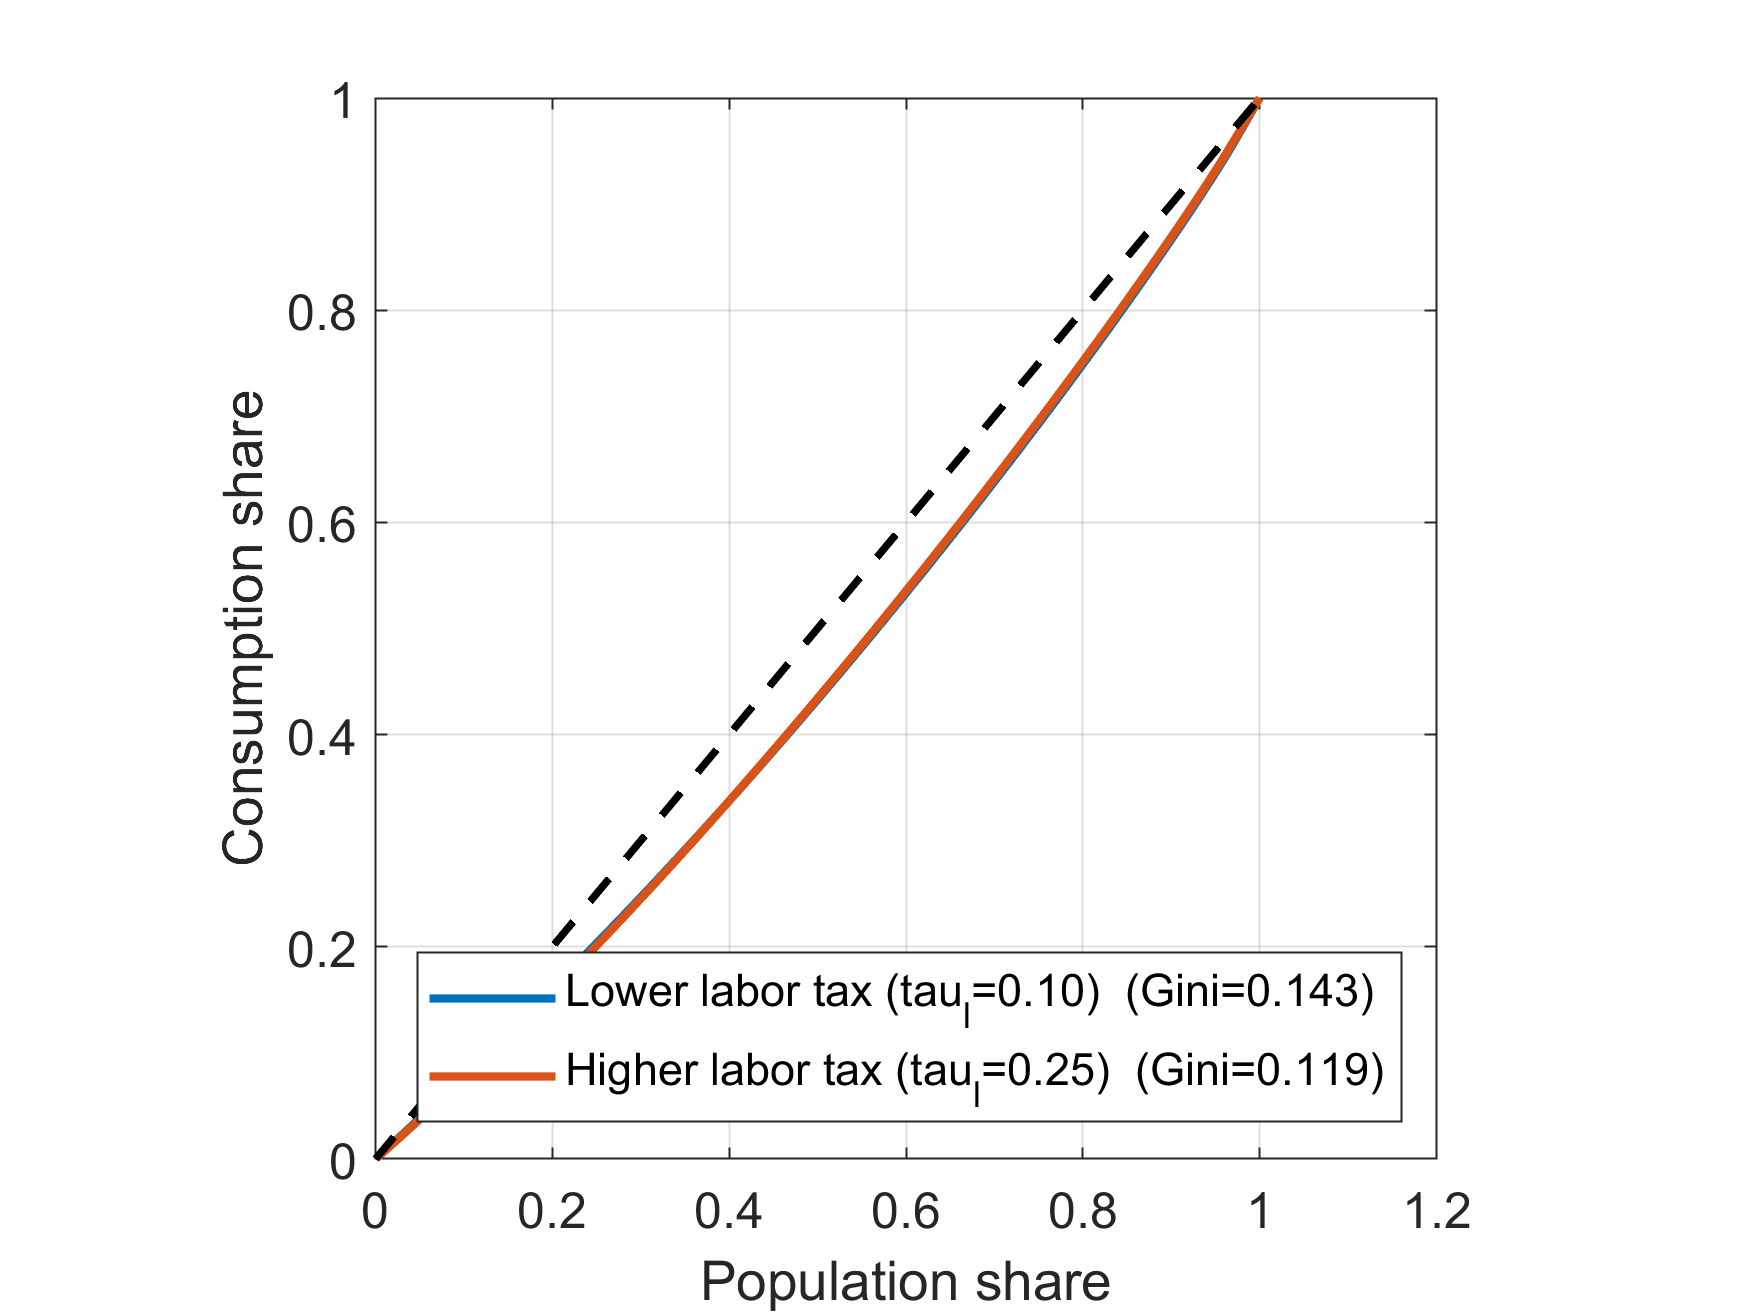 1
0.8
0.6
0.4
0.2
0
Consumption share
Lower labor tax (tau_l=0.10) (Gini=0.143)
Higher labor tax (tau_l=0.25) (Gini=0.119)
0 0.2 0.4 0.6 0.8 1 1.2
Population share